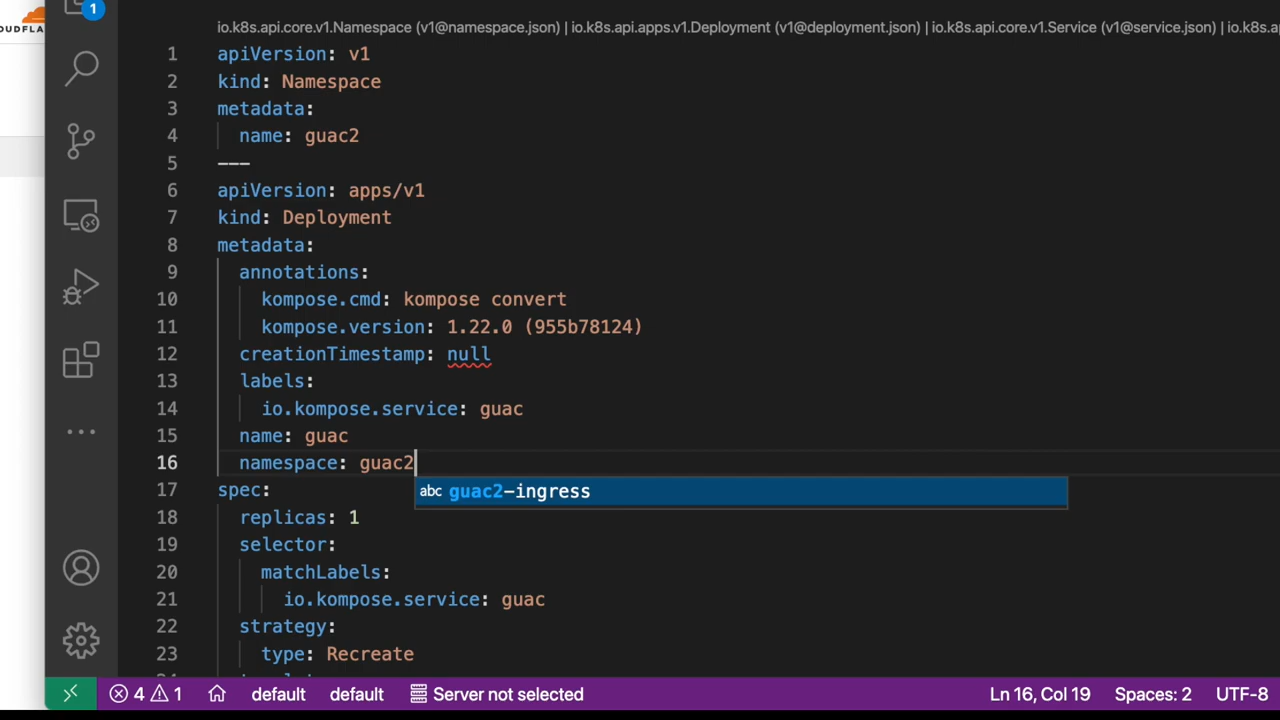 1
OUDFLA
io.k8s.api.core.v1.Namespace (v1@namespace.json) | io.k8s.api.apps.v1.Deployment (v1@deployment.json) | io.k8s.api.core.v1.Service (v1@service.json) | io.k8s.a
1 apiVersion: v1
2 kind: Namespace
3 metadata:
4 name: guac2
5 ---
6 apiVersion: apps/v1
7 kind: Deployment
8 metadata:
9 annotations:
10 kompose.cmd: kompose convert
11 kompose.version: 1.22.0 (955b78124)
12 creationTimestamp: null
13 labels:
14 io.kompose.service: guac
15 name: guac
16 namespace: guac2
abc guac2-ingress
17 spec:
18 replicas: 1
19 selector:
20 matchLabels:
21 io.kompose.service: guac
22 strategy:
23 type: Recreate
4 1 default default Server not selected Ln 16, Col 19 Spaces: 2 UTF-8